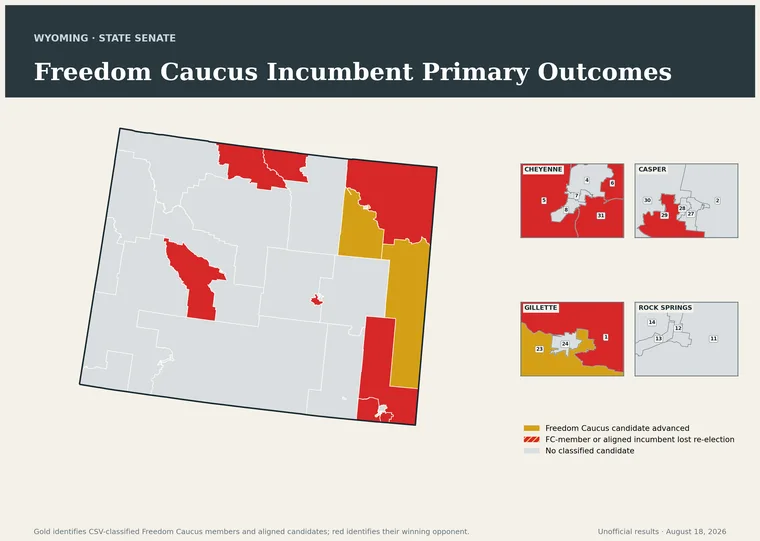 WYOMING · STATE SENATE
Freedom Caucus Incumbent Primary Outcomes
CHEYENNE
4
6
7
5
8
31
CASPER
30
2
28
29
27
GILLETTE
1
24
23
ROCK SPRINGS
14
12
13
11
Freedom Caucus candidate advanced
FC-member or aligned incumbent lost re-election
No classified candidate
Gold identifies CSV-classified Freedom Caucus members and aligned candidates; red identifies their winning opponent.
Unofficial results · August 18, 2026